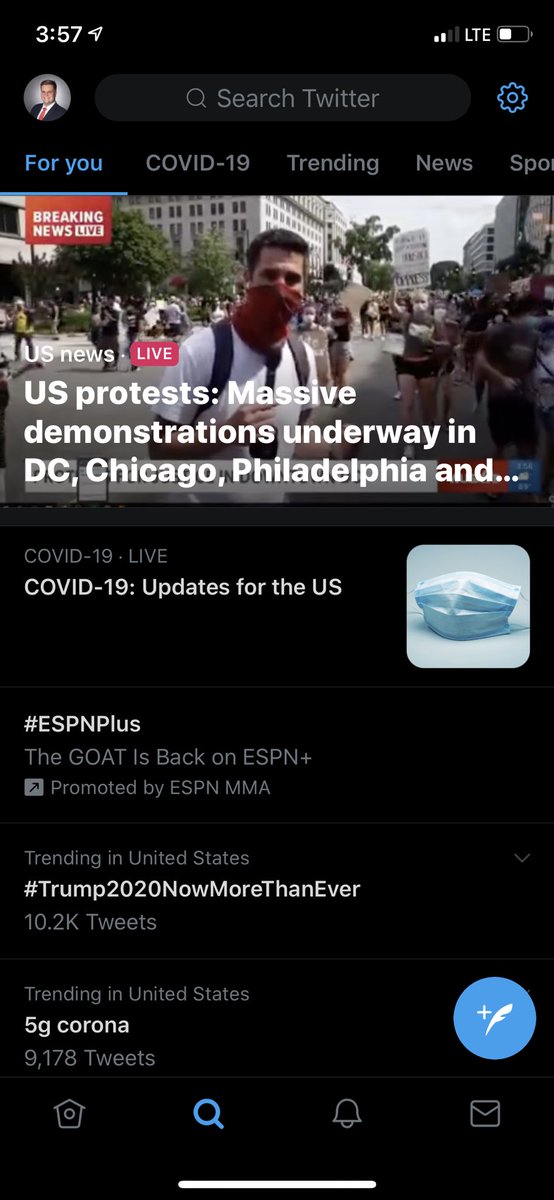 3:57
LTE
Search Twitter
For you
COVID-19
Trending
News
Spor
BREAKING
NEWS LIVE
US news · LIVE
US protests: Massive
demonstrations underway in
DC, Chicago, Philadelphia and...
COVID-19 · LIVE
COVID-19: Updates for the US
#ESPNPlus
The GOAT Is Back on ESPN+
Promoted by ESPN MMA
Trending in United States
#Trump2020NowMoreThanEver
10.2K Tweets
Trending in United States
5g corona
9,178 Tweets